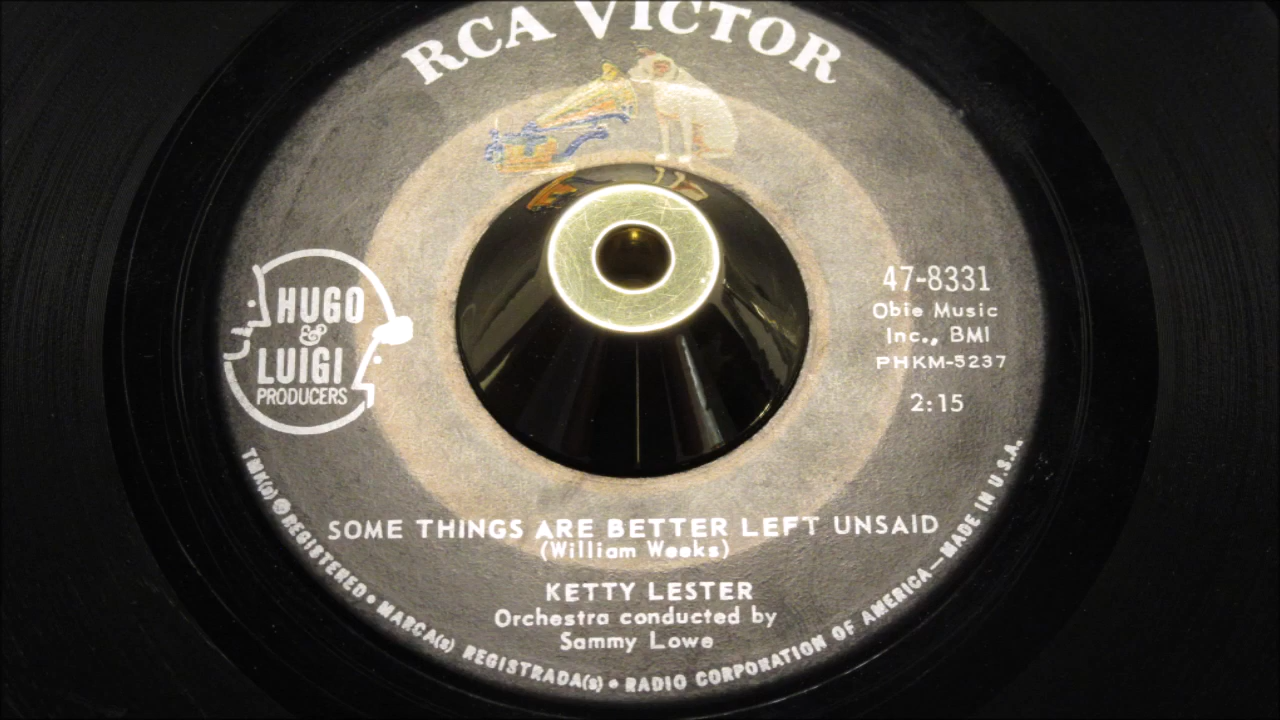 RCA VICTOR
HUGO
&
LUIGI
PRODUCERS
47-8331
Obie Music
Inc., BMI
PHKM-5237
2:15
SOME THINGS ARE BETTER LEFT UNSAID
(William Weeks)
KETTY LESTER
Orchestra conducted by
Sammy Lowe
TMK(s) ® REGISTERED • MARCA(s) REGISTRADA(s) • RADIO CORPORATION OF AMERICA—MADE IN U.S.A.